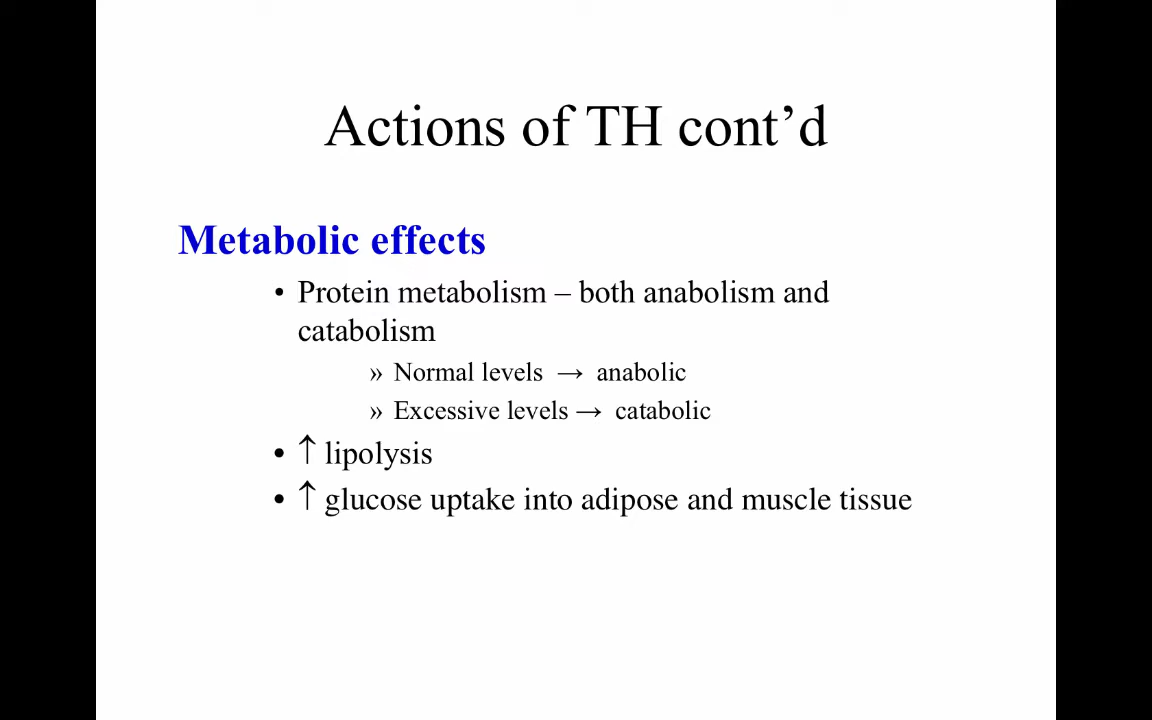 Actions of TH cont’d
Metabolic effects
• Protein metabolism – both anabolism and
catabolism
» Normal levels → anabolic
» Excessive levels → catabolic
• ↑ lipolysis
• ↑ glucose uptake into adipose and muscle tissue